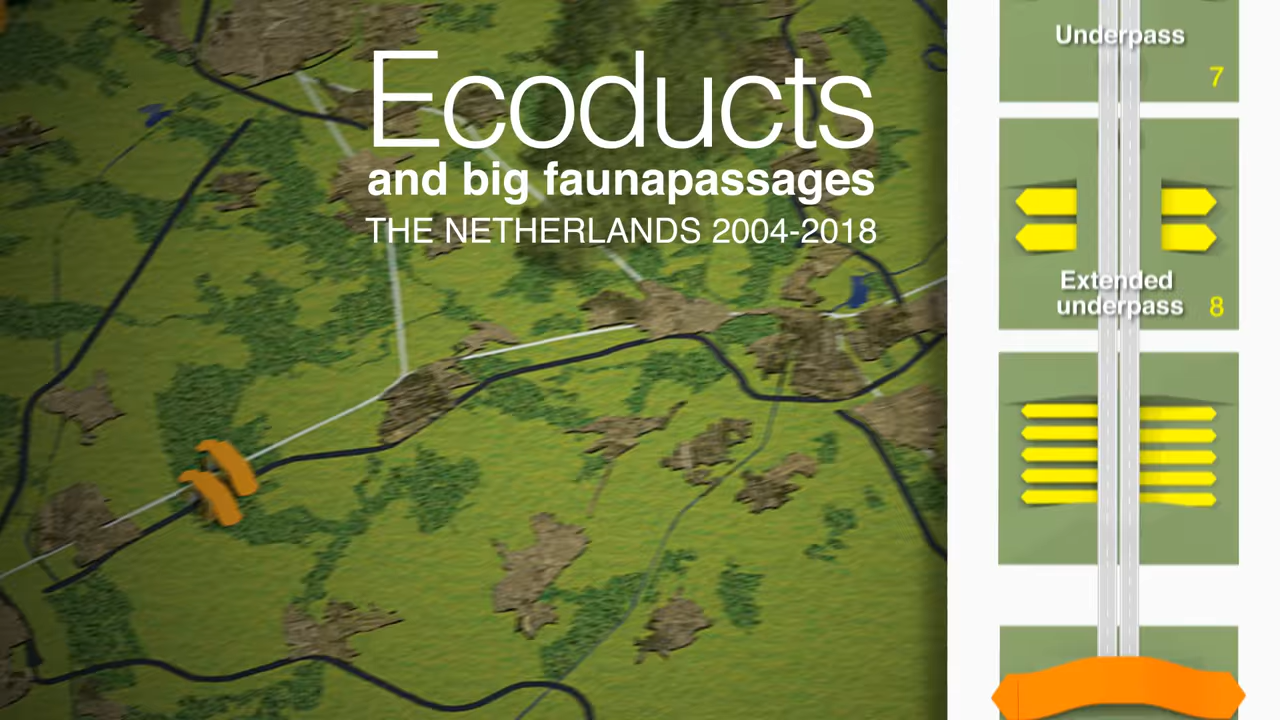 Ecoducts
and big faunapassages
THE NETHERLANDS 2004-2018
Underpass
7
Extended
underpass
8